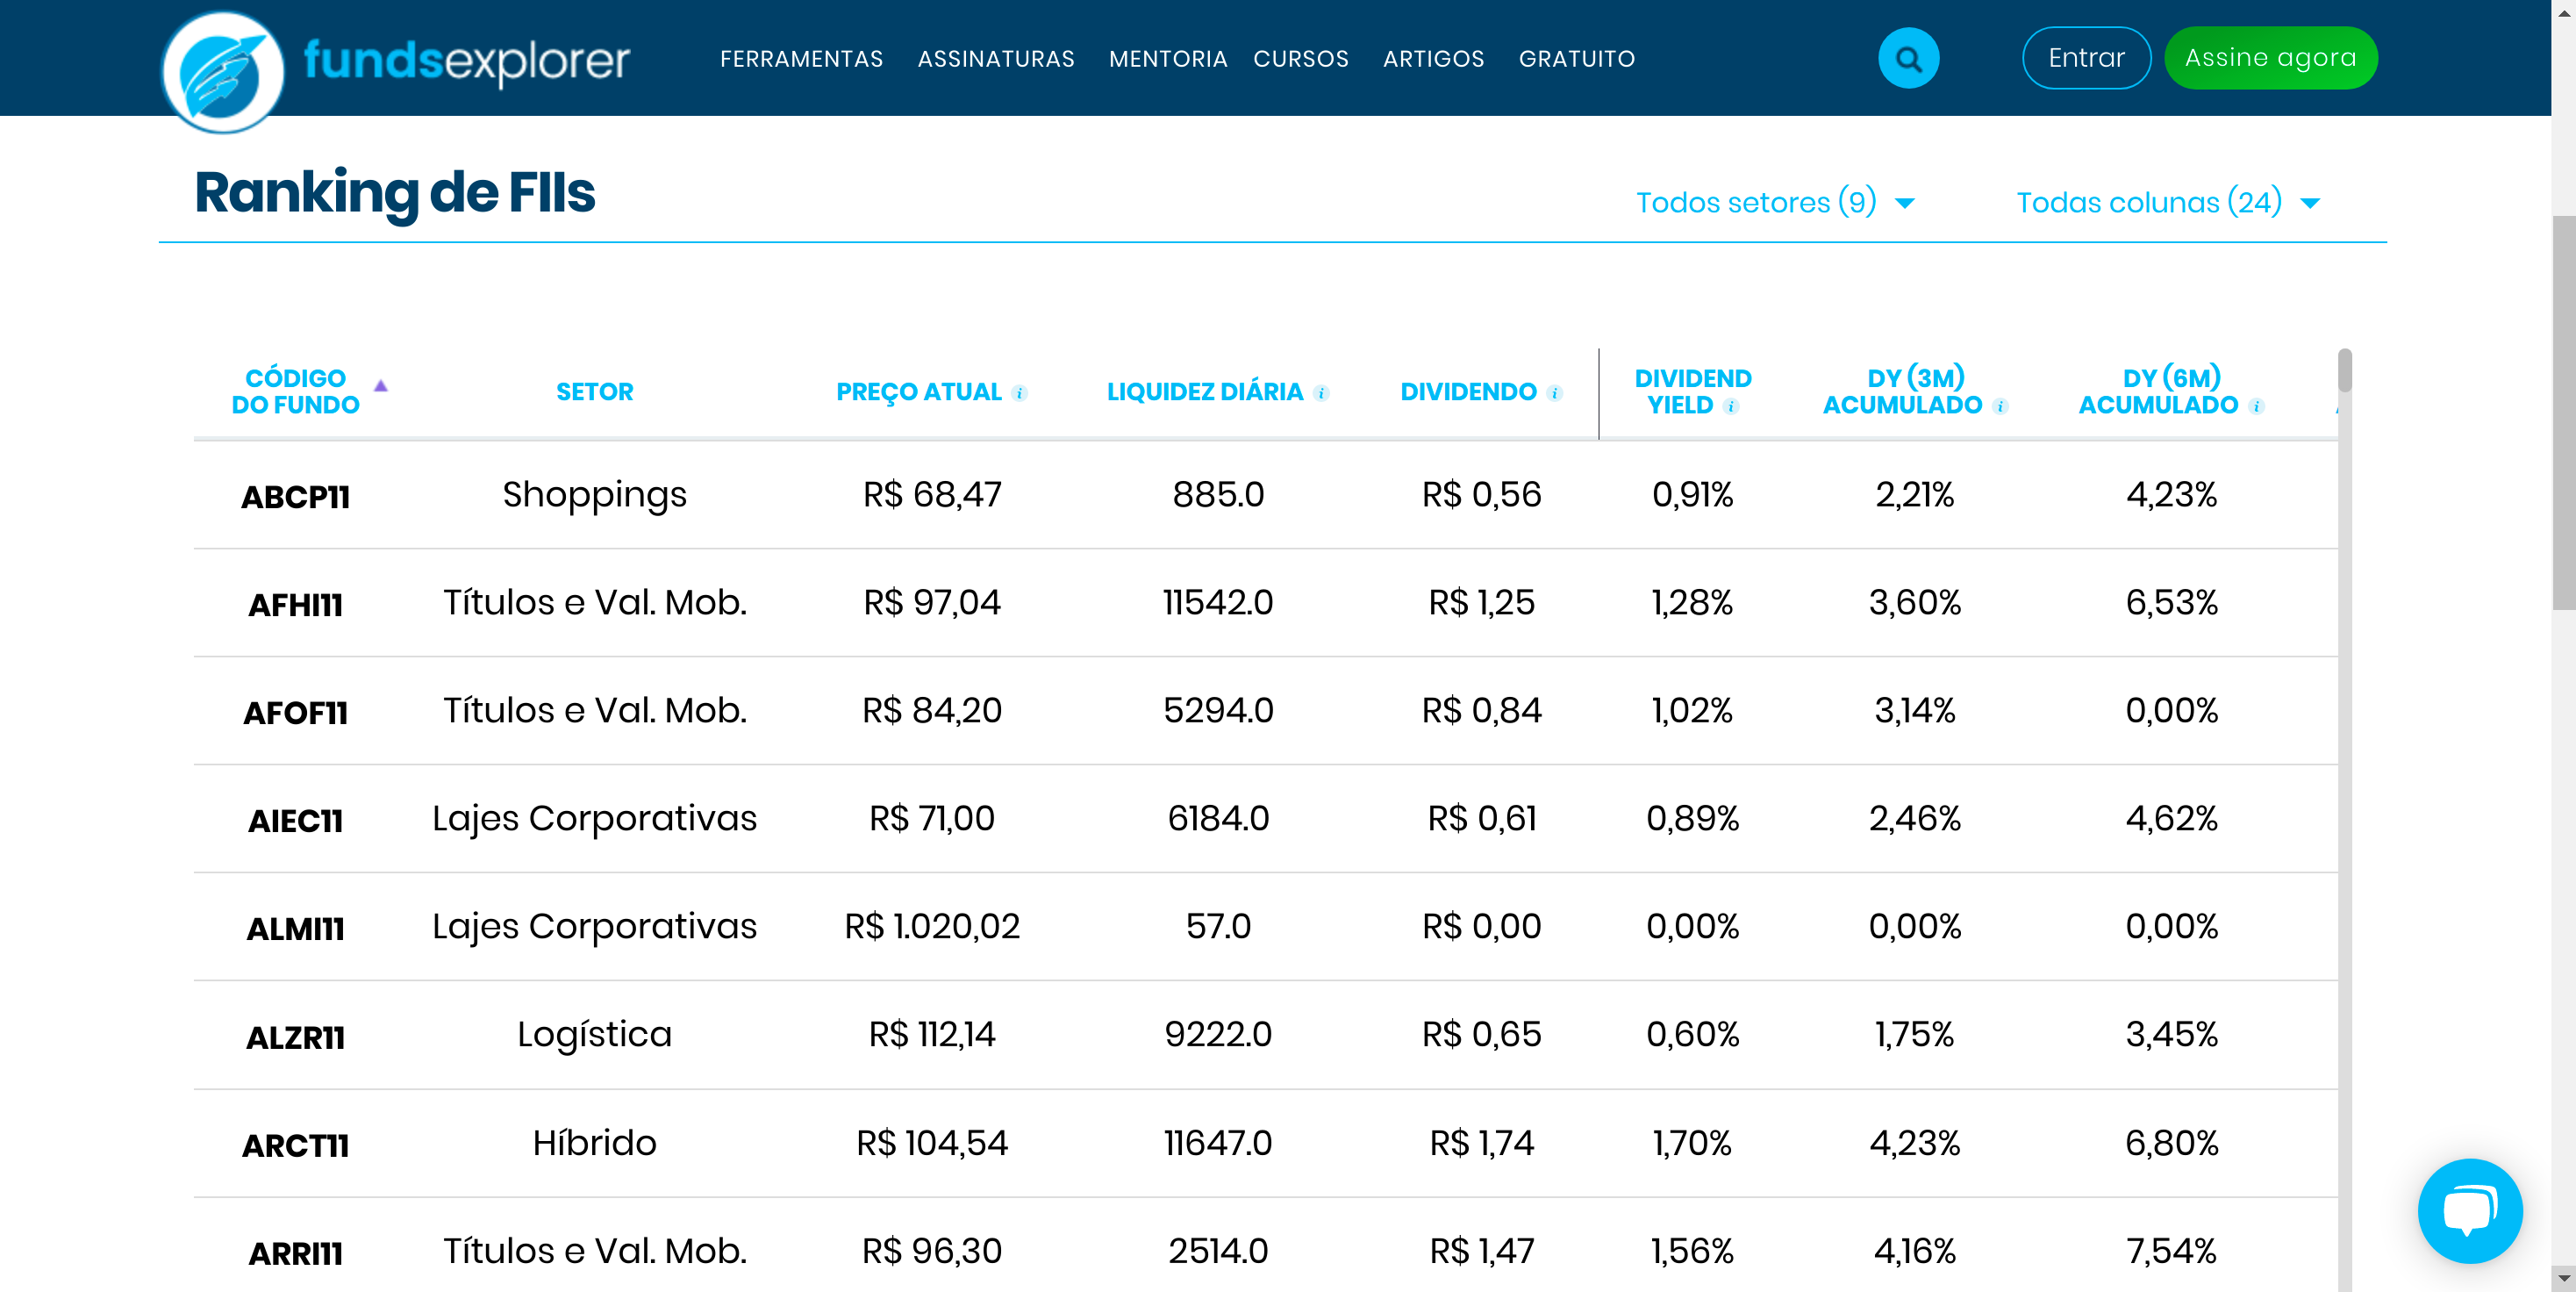 fundsexplorer FERRAMENTAS ASSINATURAS MENTORIA CURSOS ARTIGOS GRATUITO Entrar Assine agora
Ranking de FIIs Todos setores (9) Todas colunas (24)
CÓDIGO DO FUNDO SETOR PREÇO ATUAL i LIQUIDEZ DIÁRIA i DIVIDENDO i DIVIDEND YIELD i DY (3M) ACUMULADO i DY (6M) ACUMULADO i
ABCP11 Shoppings R$ 68,47 885.0 R$ 0,56 0,91% 2,21% 4,23%
AFHI11 Títulos e Val. Mob. R$ 97,04 11542.0 R$ 1,25 1,28% 3,60% 6,53%
AFOF11 Títulos e Val. Mob. R$ 84,20 5294.0 R$ 0,84 1,02% 3,14% 0,00%
AIEC11 Lajes Corporativas R$ 71,00 6184.0 R$ 0,61 0,89% 2,46% 4,62%
ALMI11 Lajes Corporativas R$ 1.020,02 57.0 R$ 0,00 0,00% 0,00% 0,00%
ALZR11 Logística R$ 112,14 9222.0 R$ 0,65 0,60% 1,75% 3,45%
ARCT11 Híbrido R$ 104,54 11647.0 R$ 1,74 1,70% 4,23% 6,80%
ARRI11 Títulos e Val. Mob. R$ 96,30 2514.0 R$ 1,47 1,56% 4,16% 7,54%